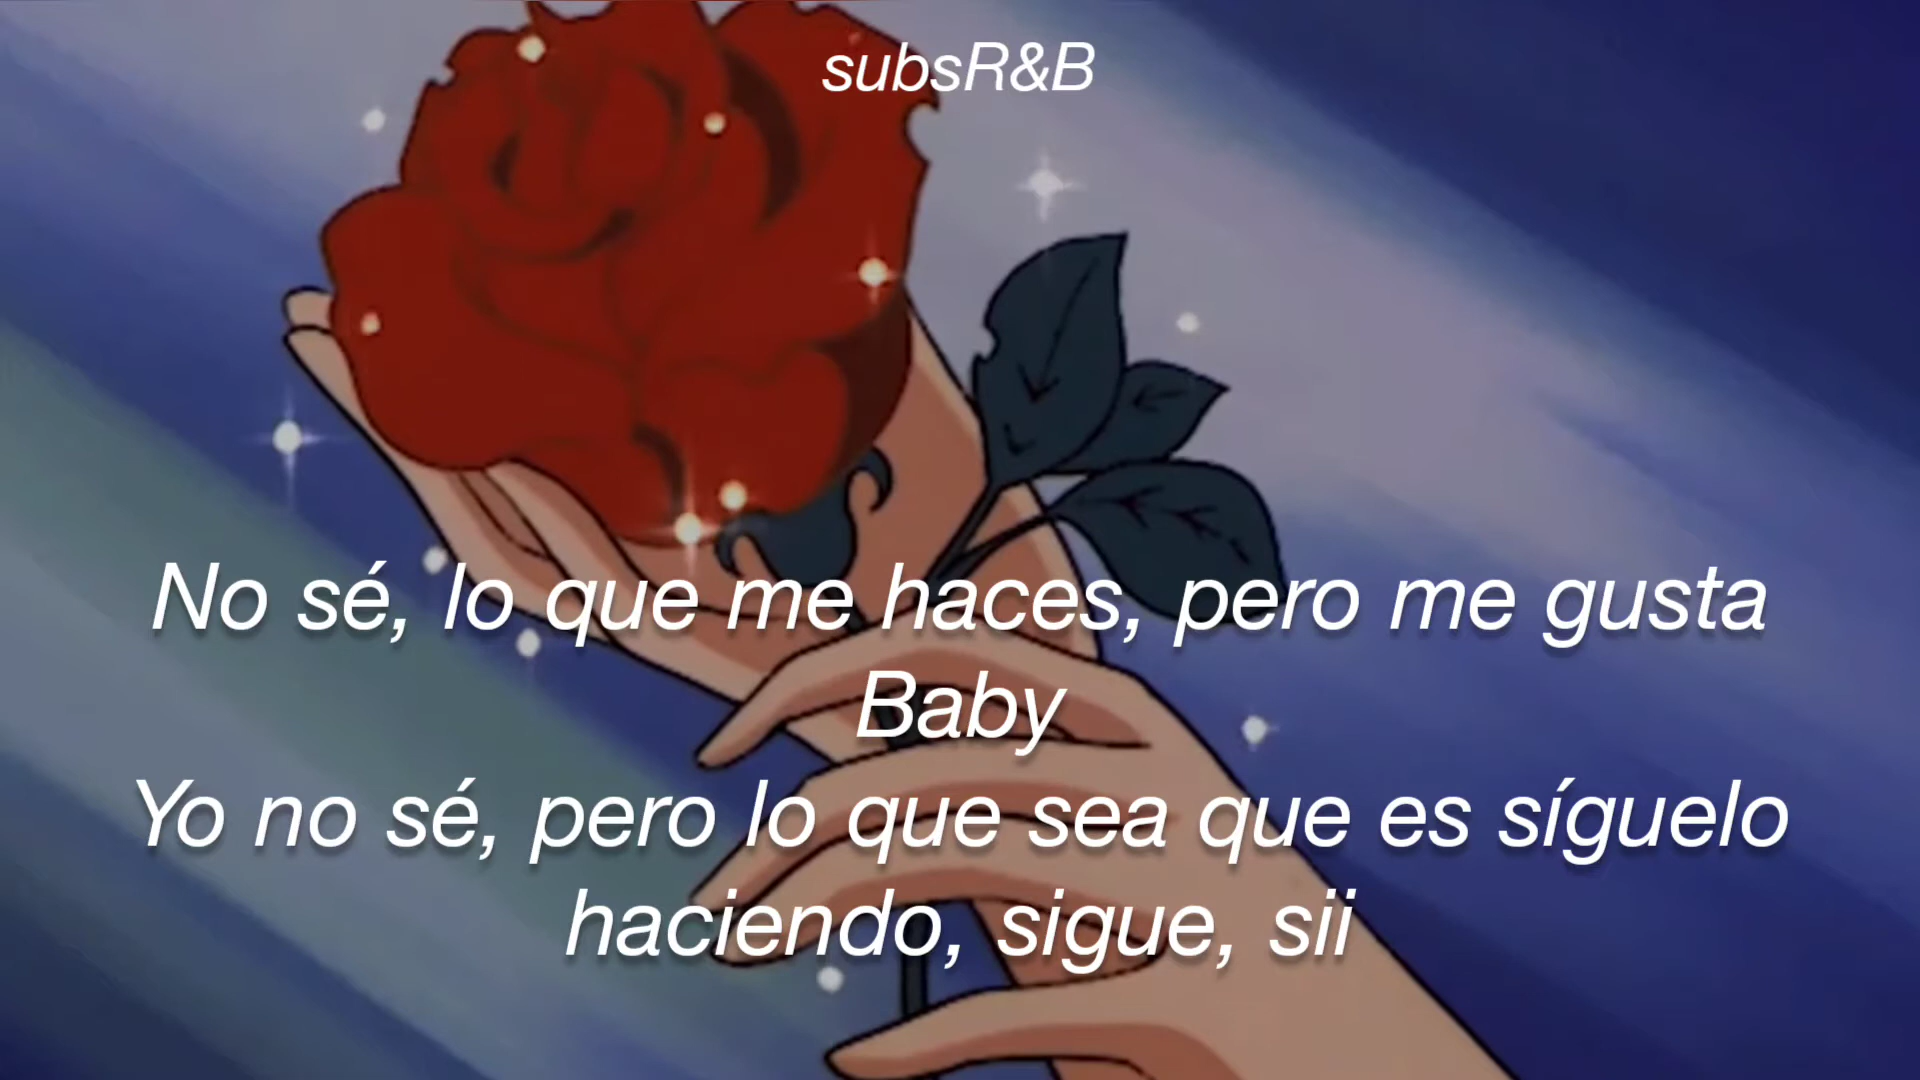 subsR&B
No sé, lo que me haces, pero me gusta
Baby
Yo no sé, pero lo que sea que es síguelo
haciendo, sigue, sii